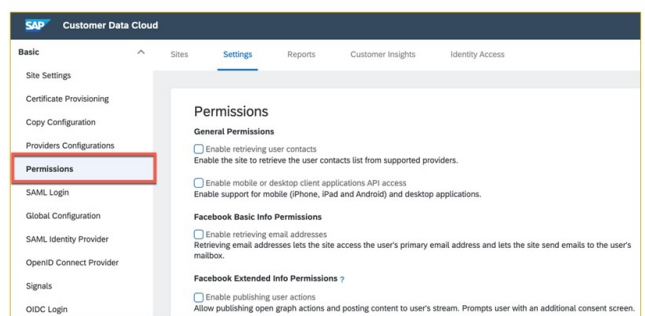 SAP Customer Data Cloud
Basic
Site Settings
Certificate Provisioning
Copy Configuration
Providers Configurations
Permissions
SAML Login
Global Configuration
SAML Identity Provider
OpenID Connect Provider
Signals
OIDC Login
Sites Settings Reports Customer Insights Identity Access
Permissions
General Permissions
Enable retrieving user contacts
Enable the site to retrieve the user contacts list from supported providers.
Enable mobile or desktop client applications API access
Enable support for mobile (iPhone, iPad and Android) and desktop applications.
Facebook Basic Info Permissions
Enable retrieving email addresses
Retrieving email addresses lets the site access the user's primary email address and lets the site send emails to the user's
mailbox.
Facebook Extended Info Permissions ?
Enable publishing user actions
Allow publishing open graph actions and posting content to user's stream. Prompts user with an additional consent screen.